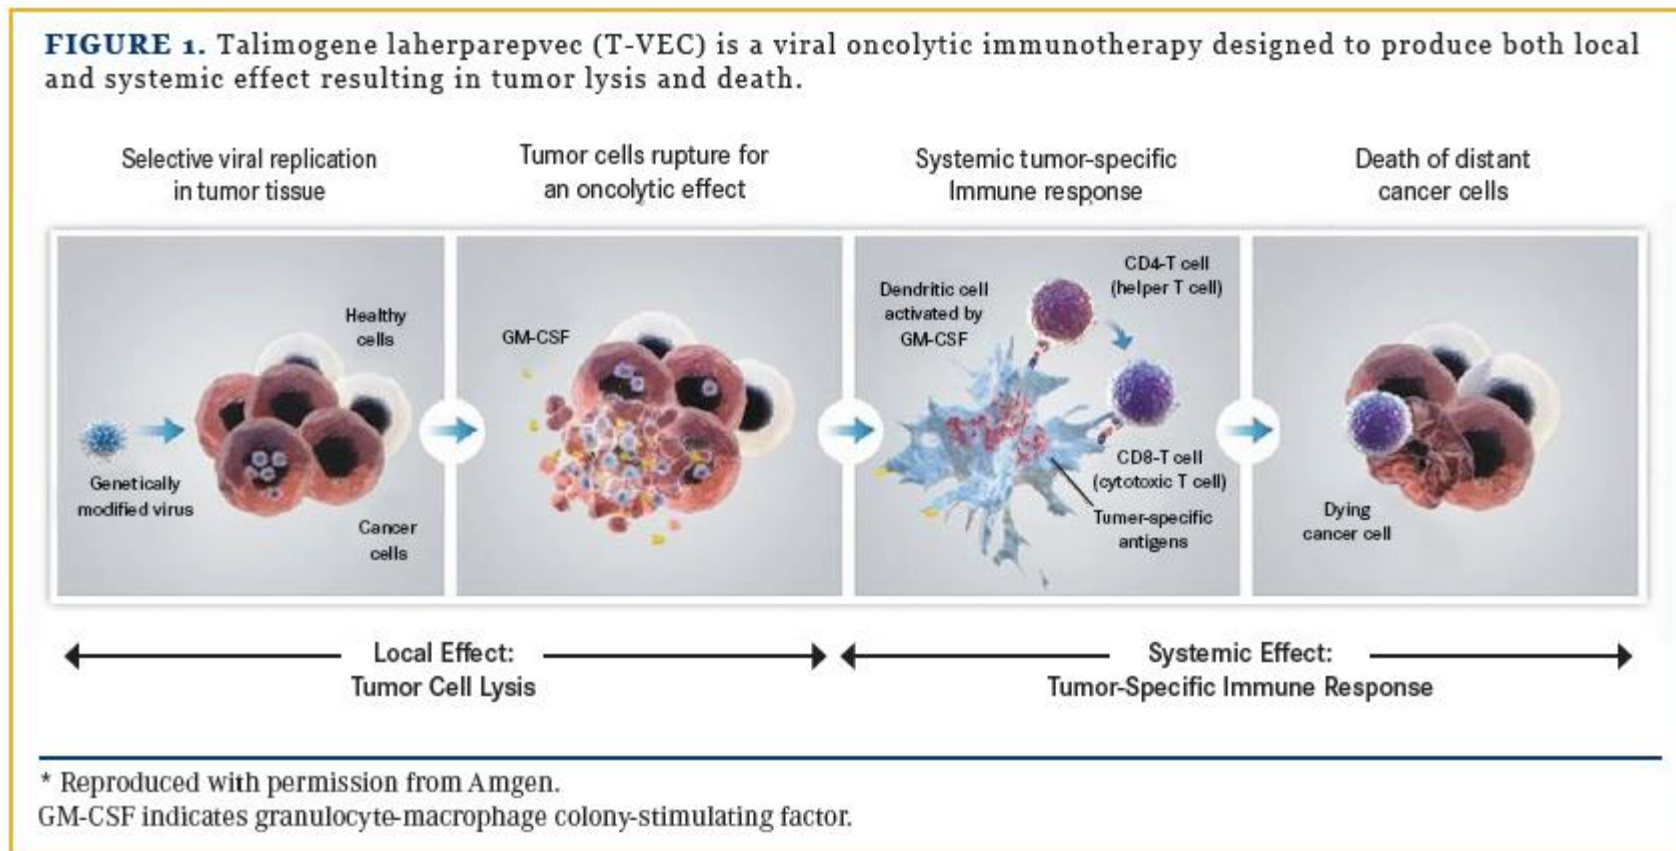 FIGURE 1. Talimogene laherparepvec (T-VEC) is a viral oncolytic immunotherapy designed to produce both local
and systemic effect resulting in tumor lysis and death.
Selective viral replication
in tumor tissue
Tumor cells rupture for
an oncolytic effect
Systemic tumor-specific
Immune response
Death of distant
cancer cells
Healthy
cells
Genetically
modified virus
Cancer
cells
GM-CSF
Dendritic cell
activated by
GM-CSF
CD4-T cell
(helper T cell)
CD8-T cell
(cytotoxic T cell)
Tumer-specific
antigens
Dying
cancer cell
Local Effect:
Tumor Cell Lysis
Systemic Effect:
Tumor-Specific Immune Response
* Reproduced with permission from Amgen.
GM-CSF indicates granulocyte-macrophage colony-stimulating factor.